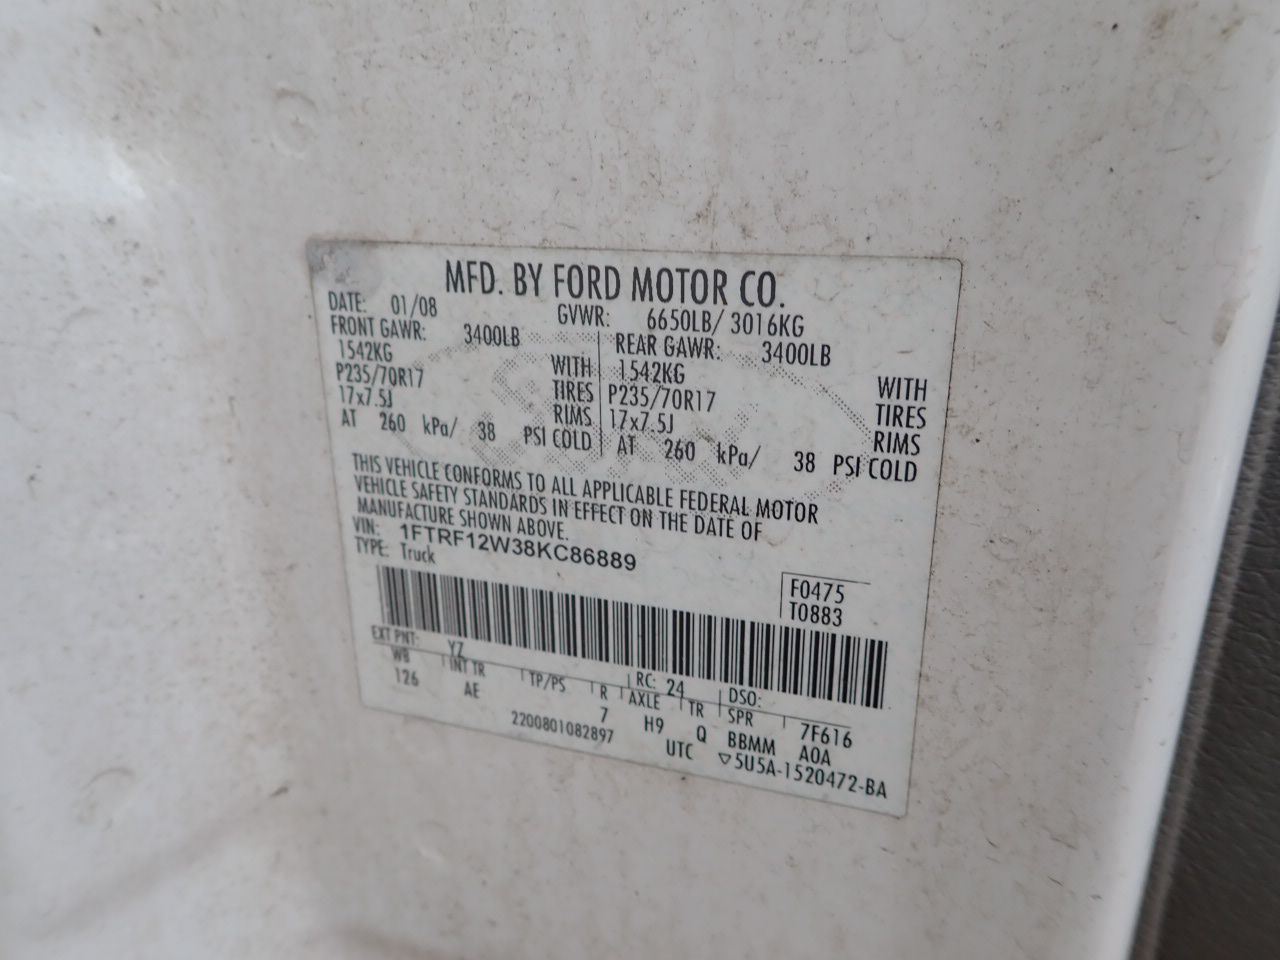 MFD. BY FORD MOTOR CO.
DATE: 01/08 GVWR: 6650LB/ 3016KG
FRONT GAWR: 3400LB REAR GAWR: 3400LB
1542KG WITH 1542KG WITH
P235/70R17 TIRES P235/70R17 TIRES
17x7.5J RIMS 17x7.5J RIMS
AT 260 kPa/ 38 PSI COLD AT 260 kPa/ 38 PSI COLD
THIS VEHICLE CONFORMS TO ALL APPLICABLE FEDERAL MOTOR
VEHICLE SAFETY STANDARDS IN EFFECT ON THE DATE OF
MANUFACTURE SHOWN ABOVE.
VIN: 1FTRF12W38KC86889
TYPE: Truck
F0475
T0883
EXT PNT: YZ RC: 24 DSO: 7F616
WB INT TR TP/PS R AXLE TR SPR
126 AE 7 H9 Q BBMM AOA
2200801082897 UTC ▽5U5A-1520472-BA